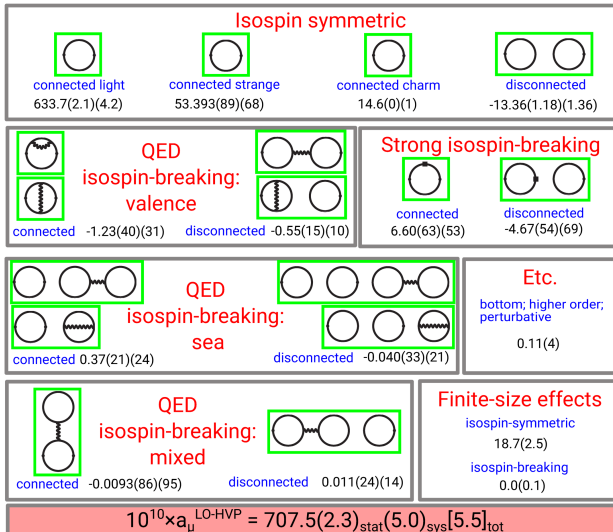 Isospin symmetric
connected light
633.7(2.1)(4.2)
connected strange
53.393(89)(68)
connected charm
14.6(0)(1)
disconnected
-13.36(1.18)(1.36)
QED
isospin-breaking:
valence
connected -1.23(40)(31)
disconnected -0.55(15)(10)
Strong isospin-breaking
connected
6.60(63)(53)
disconnected
-4.67(54)(69)
QED
isospin-breaking:
sea
connected 0.37(21)(24)
disconnected -0.040(33)(21)
Etc.
bottom; higher order;
perturbative
0.11(4)
QED
isospin-breaking:
mixed
connected -0.0093(86)(95)
disconnected 0.011(24)(14)
Finite-size effects
isospin-symmetric
18.7(2.5)
isospin-breaking
0.0(0.1)
10¹⁰×aμ^LO-HVP = 707.5(2.3)stat(5.0)sys[5.5]tot